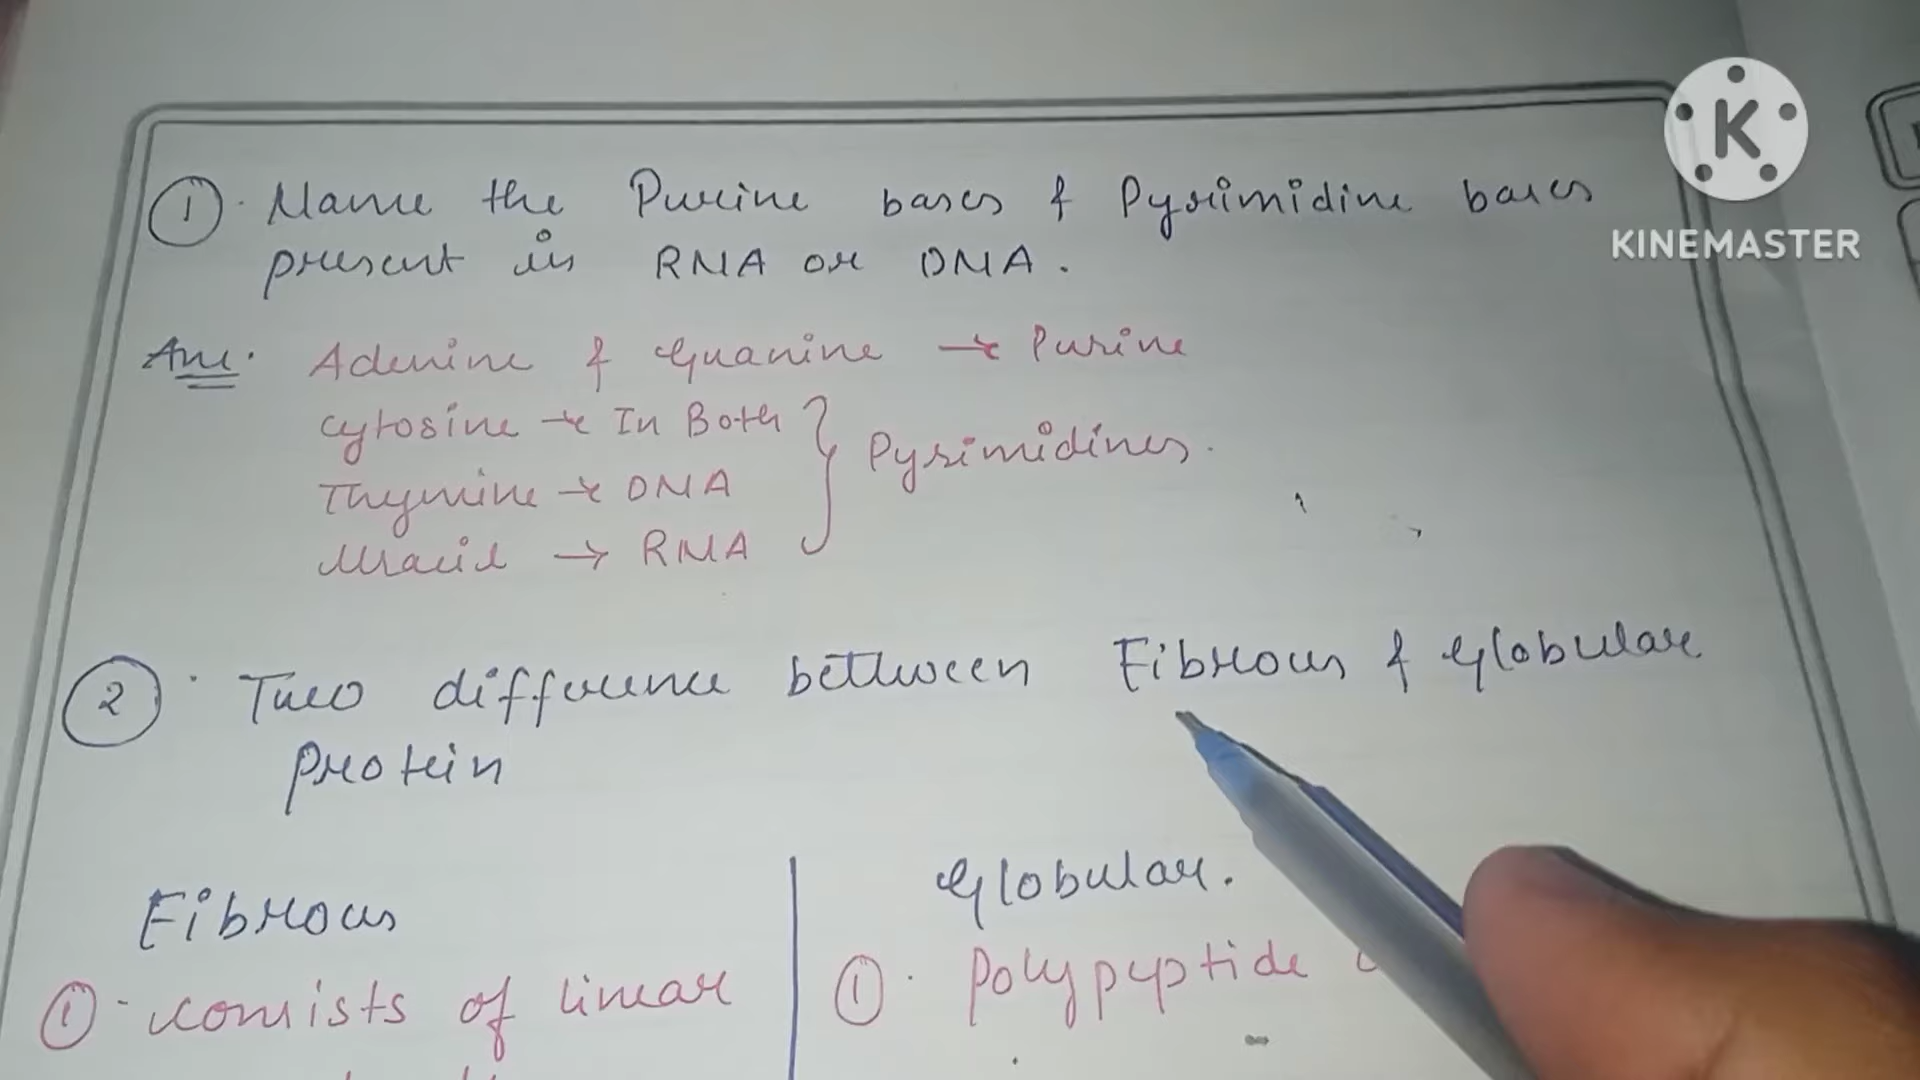 K
KINEMASTER
① Name the Purine bases & Pyrimidine bases
present in RNA or DNA.
Ans. Adenine & Guanine → Purine
Cytosine → In Both
Thymine → DNA
Uracil → RNA
} Pyrimidines.
② Two difference between Fibrous & Globular
protein
Fibrous
Globular.
① consists of linear
① Polypeptide